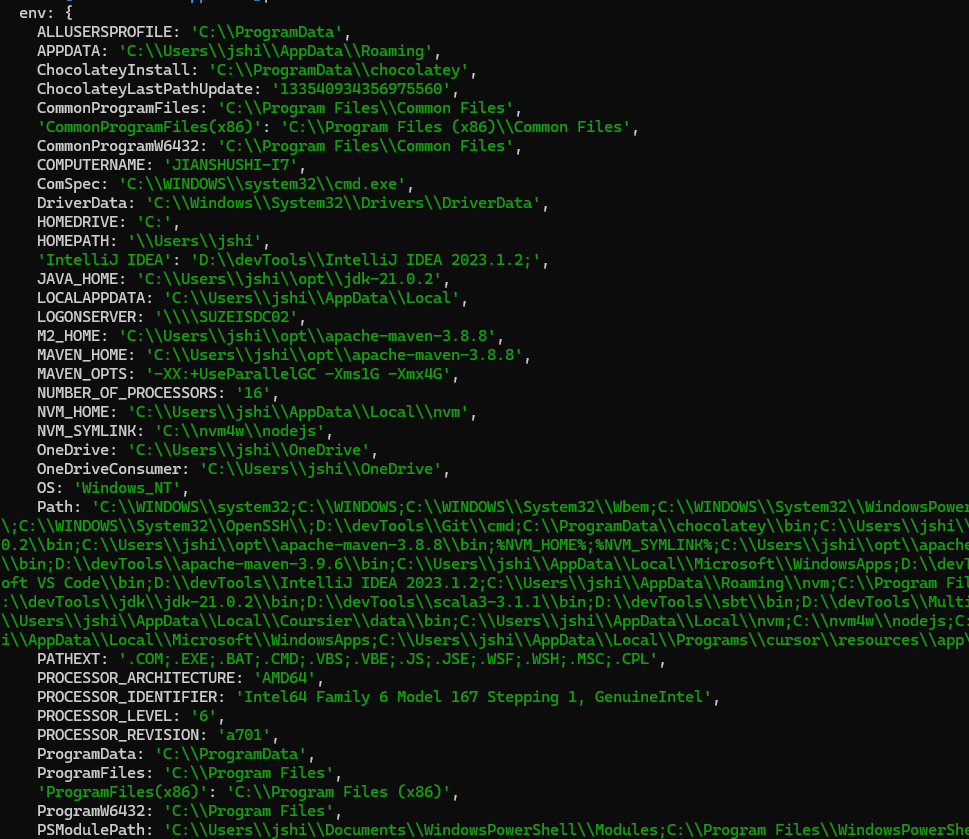 env: {
ALLUSERSPROFILE: 'C:\\ProgramData',
APPDATA: 'C:\\Users\\jshi\\AppData\\Roaming',
ChocolateyInstall: 'C:\\ProgramData\\chocolatey',
ChocolateyLastPathUpdate: '133540934356975560',
CommonProgramFiles: 'C:\\Program Files\\Common Files',
'CommonProgramFiles(x86)': 'C:\\Program Files (x86)\\Common Files',
CommonProgramW6432: 'C:\\Program Files\\Common Files',
COMPUTERNAME: 'JIANSHUSHI-I7',
ComSpec: 'C:\\WINDOWS\\system32\\cmd.exe',
DriverData: 'C:\\Windows\\System32\\Drivers\\DriverData',
HOMEDRIVE: 'C:',
HOMEPATH: '\\Users\\jshi',
'IntelliJ IDEA': 'D:\\devTools\\IntelliJ IDEA 2023.1.2;',
JAVA_HOME: 'C:\\Users\\jshi\\opt\\jdk-21.0.2',
LOCALAPPDATA: 'C:\\Users\\jshi\\AppData\\Local',
LOGONSERVER: '\\\\SUZEISDC02',
M2_HOME: 'C:\\Users\\jshi\\opt\\apache-maven-3.8.8',
MAVEN_HOME: 'C:\\Users\\jshi\\opt\\apache-maven-3.8.8',
MAVEN_OPTS: '-XX:+UseParallelGC -Xms1G -Xmx4G',
NUMBER_OF_PROCESSORS: '16',
NVM_HOME: 'C:\\Users\\jshi\\AppData\\Local\\nvm',
NVM_SYMLINK: 'C:\\nvm4w\\nodejs',
OneDrive: 'C:\\Users\\jshi\\OneDrive',
OneDriveConsumer: 'C:\\Users\\jshi\\OneDrive',
OS: 'Windows_NT',
Path: 'C:\\WINDOWS\\system32;C:\\WINDOWS;C:\\WINDOWS\\System32\\Wbem;C:\\WINDOWS\\System32\\WindowsPower
\;C:\\WINDOWS\\System32\\OpenSSH\\;D:\\devTools\\Git\\cmd;C:\\ProgramData\\chocolatey\\bin;C:\\Users\\jshi\\
0.2\\bin;C:\\Users\\jshi\\opt\\apache-maven-3.8.8\\bin;%NVM_HOME%;%NVM_SYMLINK%;C:\\Users\\jshi\\opt\\apache
\\bin;D:\\devTools\\apache-maven-3.9.6\\bin;C:\\Users\\jshi\\AppData\\Local\\Microsoft\\WindowsApps;D:\\devT
oft VS Code\\bin;D:\\devTools\\IntelliJ IDEA 2023.1.2;C:\\Users\\jshi\\AppData\\Roaming\\nvm;C:\\Program Fil
:\\devTools\\jdk\\jdk-21.0.2\\bin;D:\\devTools\\scala3-3.1.1\\bin;D:\\devTools\\sbt\\bin;D:\\devTools\\Multi
\\Users\\jshi\\AppData\\Local\\Coursier\\data\\bin;C:\\Users\\jshi\\AppData\\Local\\nvm;C:\\nvm4w\\nodejs;C:
i\\AppData\\Local\\Microsoft\\WindowsApps;C:\\Users\\jshi\\AppData\\Local\\Programs\\cursor\\resources\\app\
PATHEXT: '.COM;.EXE;.BAT;.CMD;.VBS;.VBE;.JS;.JSE;.WSF;.WSH;.MSC;.CPL',
PROCESSOR_ARCHITECTURE: 'AMD64',
PROCESSOR_IDENTIFIER: 'Intel64 Family 6 Model 167 Stepping 1, GenuineIntel',
PROCESSOR_LEVEL: '6',
PROCESSOR_REVISION: 'a701',
ProgramData: 'C:\\ProgramData',
ProgramFiles: 'C:\\Program Files',
'ProgramFiles(x86)': 'C:\\Program Files (x86)',
ProgramW6432: 'C:\\Program Files',
PSModulePath: 'C:\\Users\\jshi\\Documents\\WindowsPowerShell\\Modules;C:\\Program Files\\WindowsPowerShe